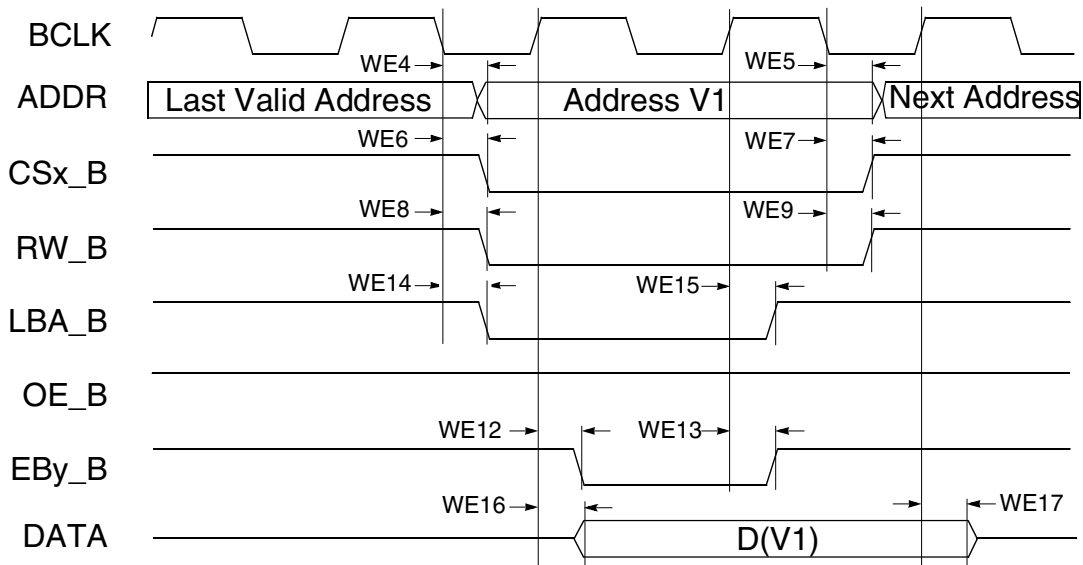 BCLK
WE4
WE5
ADDR
Last Valid Address
Address V1
Next Address
WE6
WE7
CSx_B
WE8
WE9
RW_B
WE14
WE15
LBA_B
OE_B
WE12
WE13
EBy_B
WE16
WE17
DATA
D(V1)